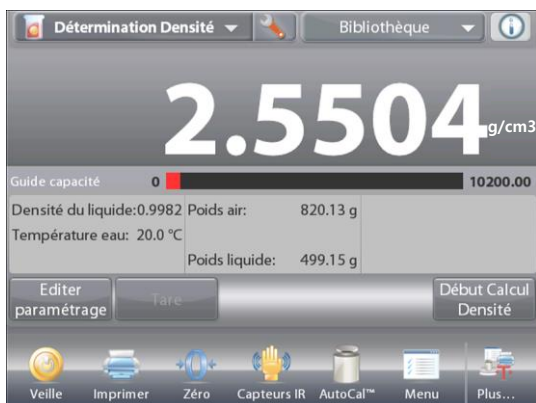 Détermination Densité
Bibliothèque
2.5504 g/cm3
Guide capacité 0 10200.00
Densité du liquide:0.9982 Poids air: 820.13 g
Température eau: 20.0 °C
Poids liquide: 499.15 g
Editer
paramétrage
Tare
Début Calcul
Densité
Veille Imprimer Zéro Capteurs IR AutoCal™ Menu Plus...